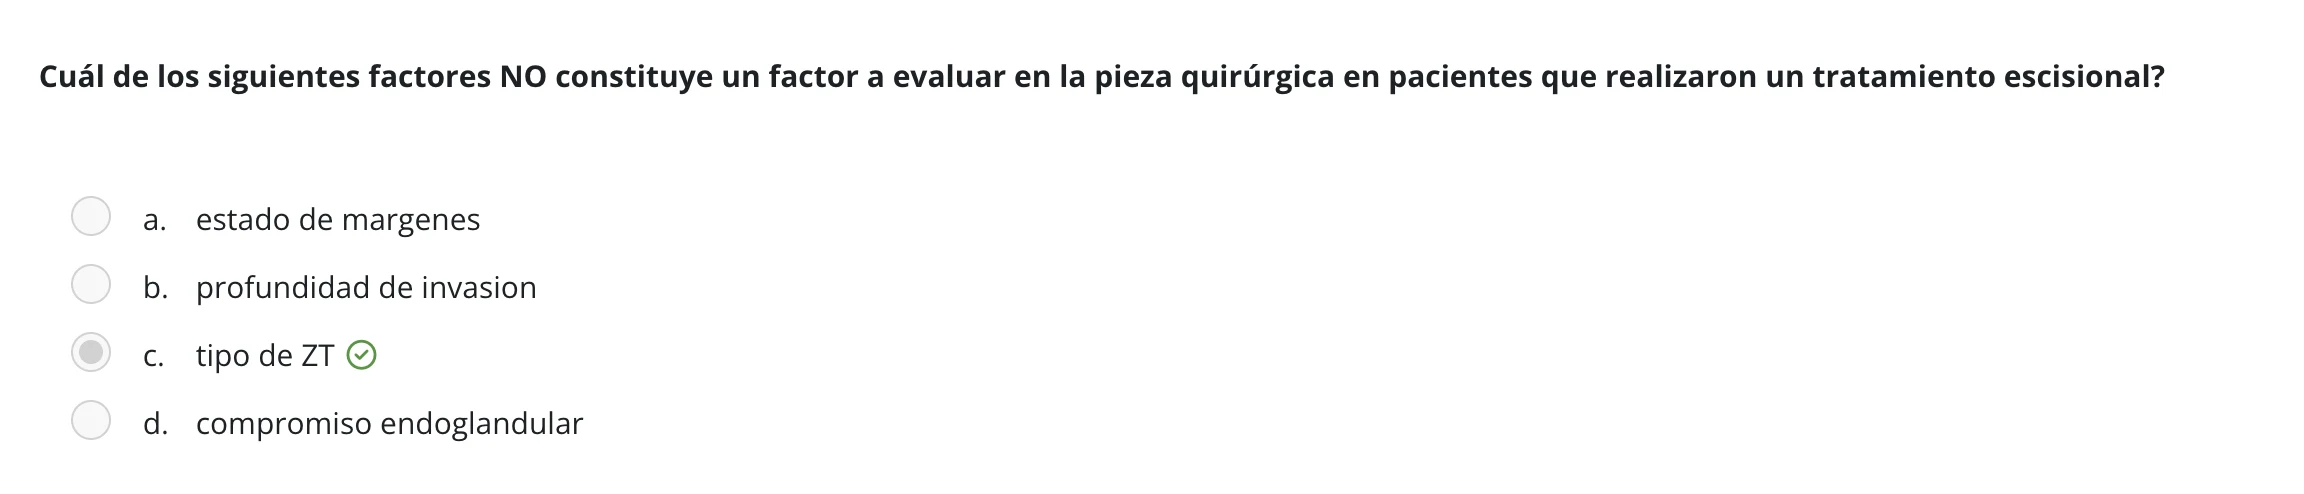 Cuál de los siguientes factores NO constituye un factor a evaluar en la pieza quirúrgica en pacientes que realizaron un tratamiento escisional?
a. estado de margenes
b. profundidad de invasion
c. tipo de ZT
d. compromiso endoglandular